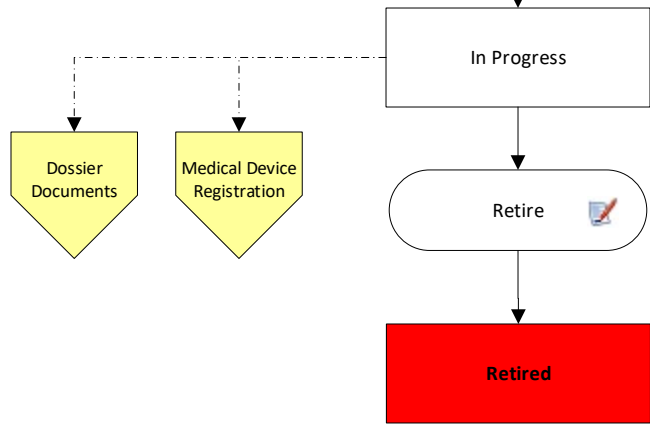 In Progress
Dossier
Documents
Medical Device
Registration
Retire
Retired